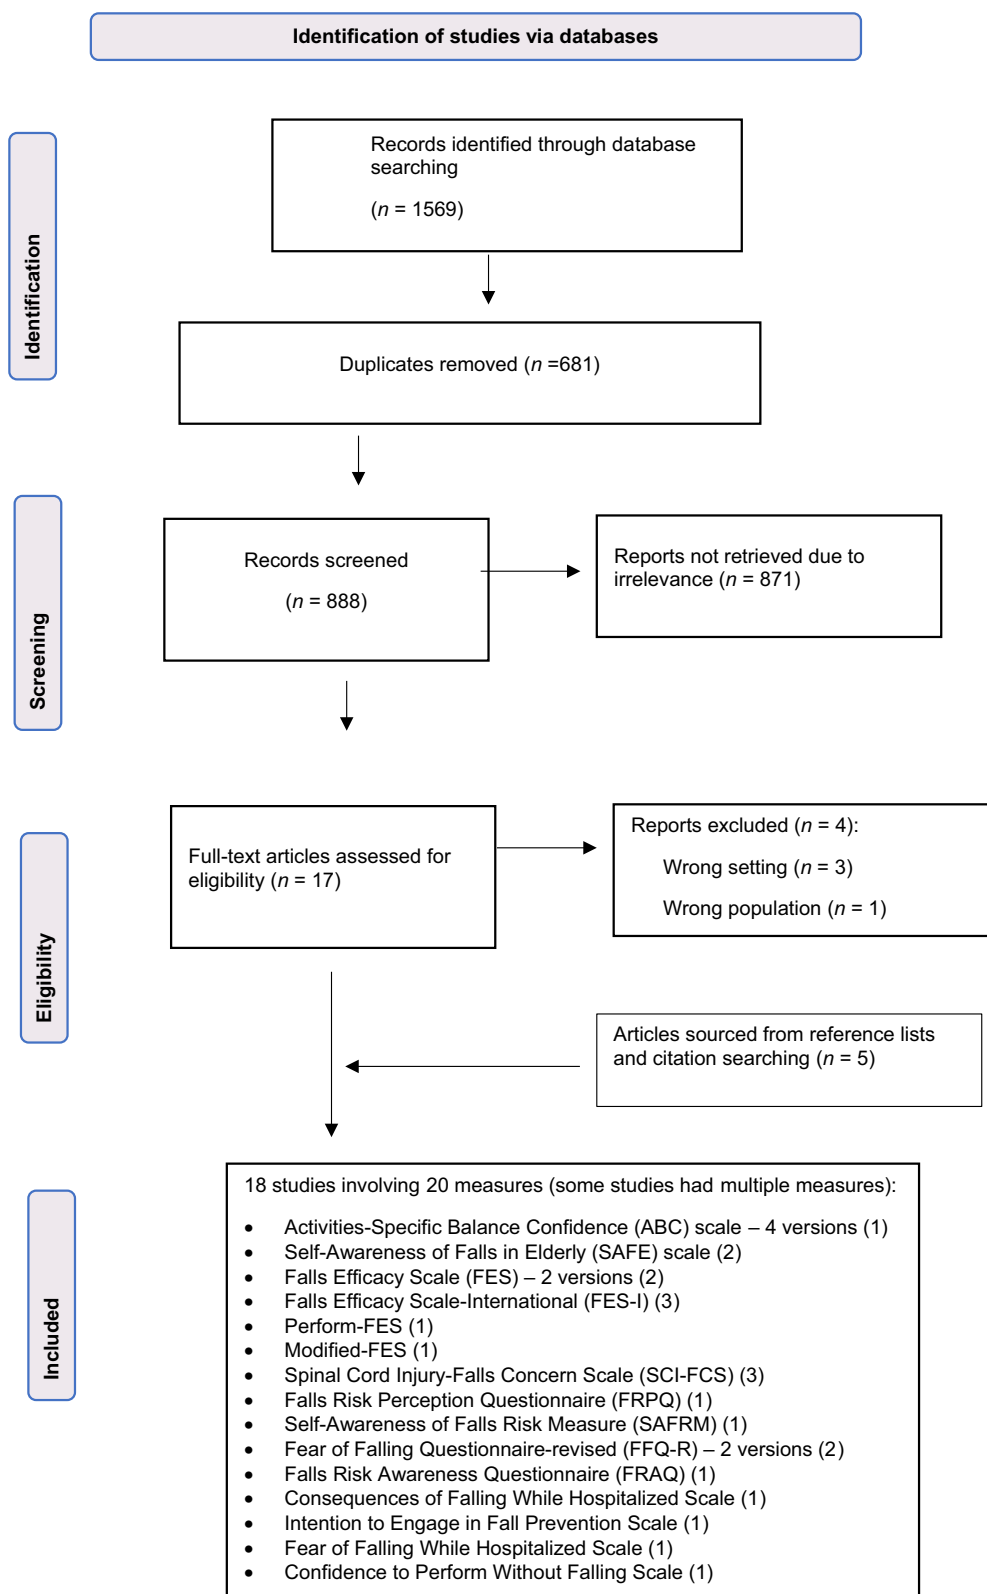 Identification of studies via databases
Identification
Records identified through database
searching
(n = 1569)
Duplicates removed (n =681)
Screening
Records screened
(n = 888)
Reports not retrieved due to
irrelevance (n = 871)
Eligibility
Full-text articles assessed for
eligibility (n = 17)
Reports excluded (n = 4):
Wrong setting (n = 3)
Wrong population (n = 1)
Articles sourced from reference lists
and citation searching (n = 5)
Included
18 studies involving 20 measures (some studies had multiple measures):
• Activities-Specific Balance Confidence (ABC) scale – 4 versions (1)
• Self-Awareness of Falls in Elderly (SAFE) scale (2)
• Falls Efficacy Scale (FES) – 2 versions (2)
• Falls Efficacy Scale-International (FES-I) (3)
• Perform-FES (1)
• Modified-FES (1)
• Spinal Cord Injury-Falls Concern Scale (SCI-FCS) (3)
• Falls Risk Perception Questionnaire (FRPQ) (1)
• Self-Awareness of Falls Risk Measure (SAFRM) (1)
• Fear of Falling Questionnaire-revised (FFQ-R) – 2 versions (2)
• Falls Risk Awareness Questionnaire (FRAQ) (1)
• Consequences of Falling While Hospitalized Scale (1)
• Intention to Engage in Fall Prevention Scale (1)
• Fear of Falling While Hospitalized Scale (1)
• Confidence to Perform Without Falling Scale (1)